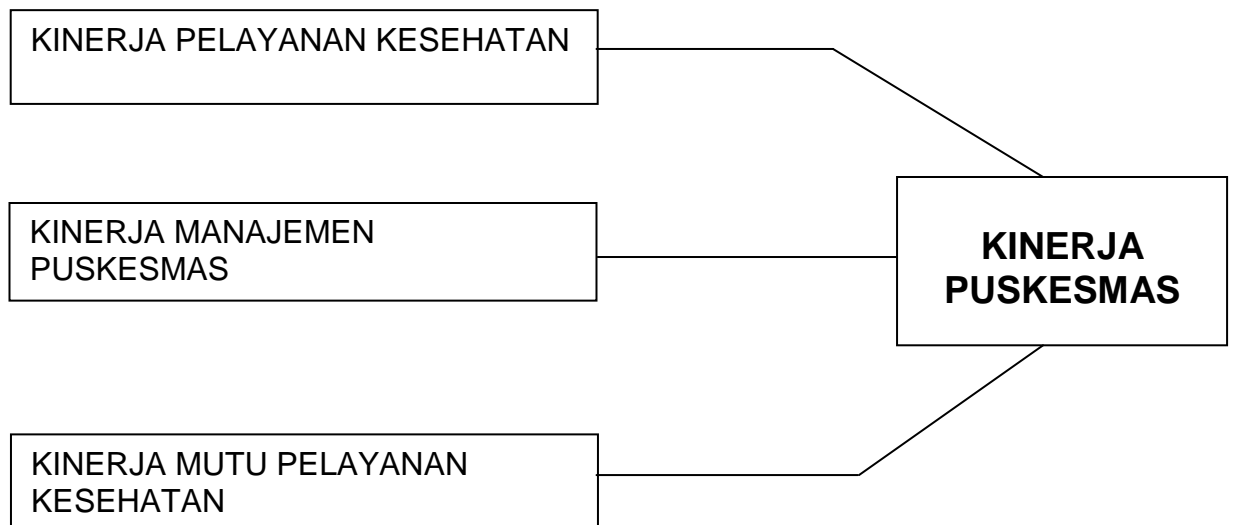 KINERJA PELAYANAN KESEHATAN
KINERJA MANAJEMEN
PUSKESMAS
KINERJA
PUSKESMAS
KINERJA MUTU PELAYANAN
KESEHATAN